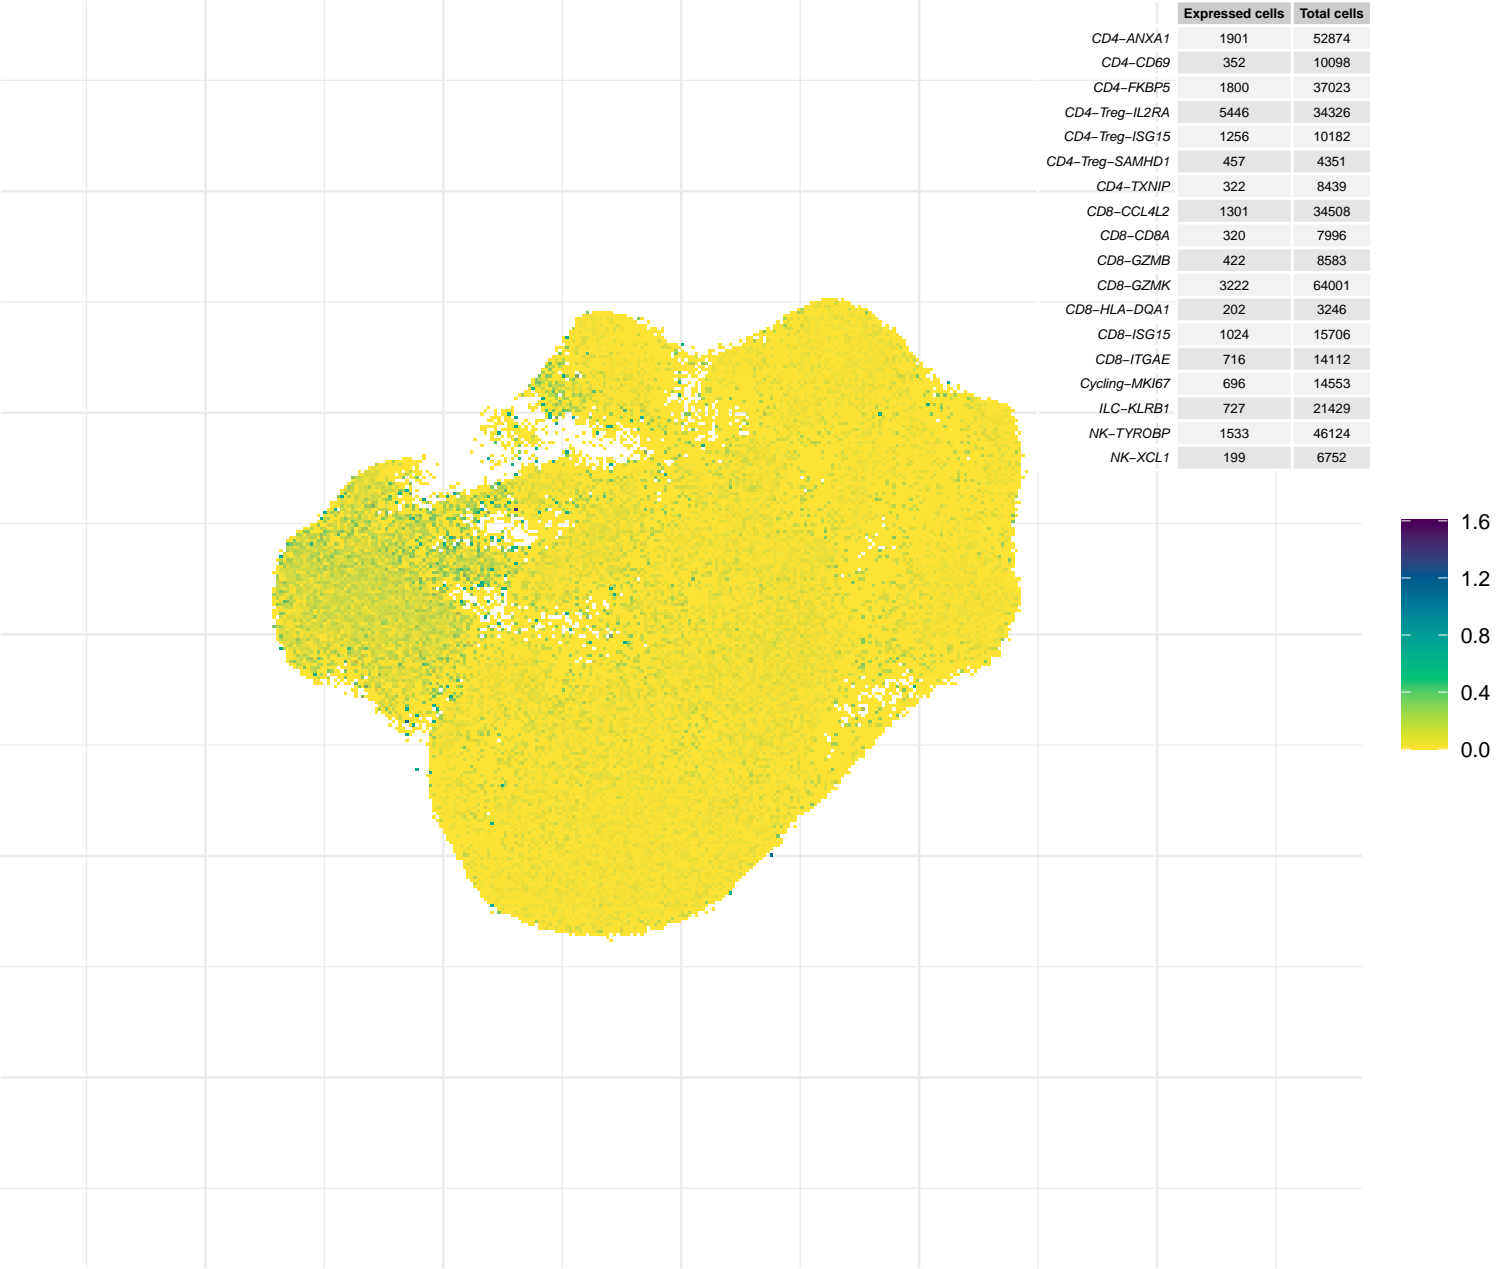 Expressed cells Total cells
CD4−ANXA1 1901 52874
CD4−CD69 352 10098
CD4−FKBP5 1800 37023
CD4−Treg−IL2RA 5446 34326
CD4−Treg−ISG15 1256 10182
CD4−Treg−SAMHD1 457 4351
CD4−TXNIP 322 8439
CD8−CCL4L2 1301 34508
CD8−CD8A 320 7996
CD8−GZMB 422 8583
CD8−GZMK 3222 64001
CD8−HLA−DQA1 202 3246
CD8−ISG15 1024 15706
CD8−ITGAE 716 14112
Cycling−MKI67 696 14553
ILC−KLRB1 727 21429
NK−TYROBP 1533 46124
NK−XCL1 199 6752
1.6
1.2
0.8
0.4
0.0